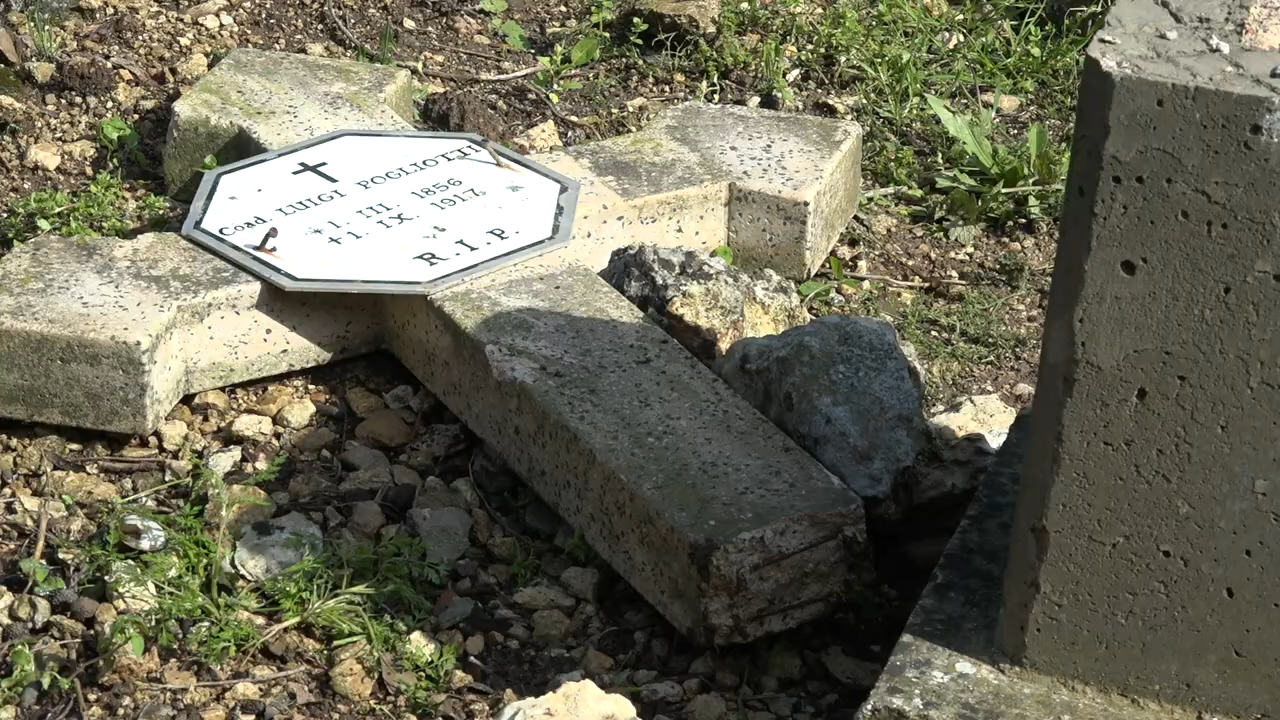 Coad. LUIGI POGLIOTTI
*1. III. 1856
+1. IX. 1917
R.I.P.